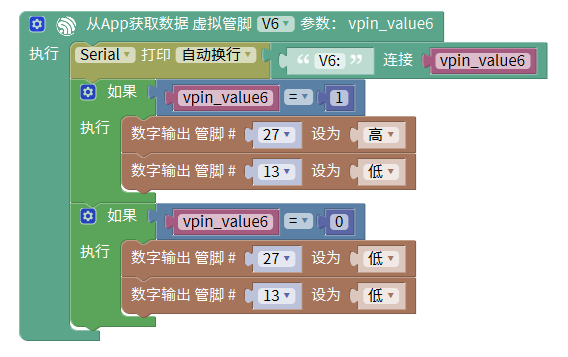 从App获取数据 虚拟管脚 V6 参数： vpin_value6
执行 Serial 打印 自动换行 “ V6: ” 连接 vpin_value6
如果 vpin_value6 = 1
执行 数字输出 管脚 # 27 设为 高
数字输出 管脚 # 13 设为 低
如果 vpin_value6 = 0
执行 数字输出 管脚 # 27 设为 低
数字输出 管脚 # 13 设为 低